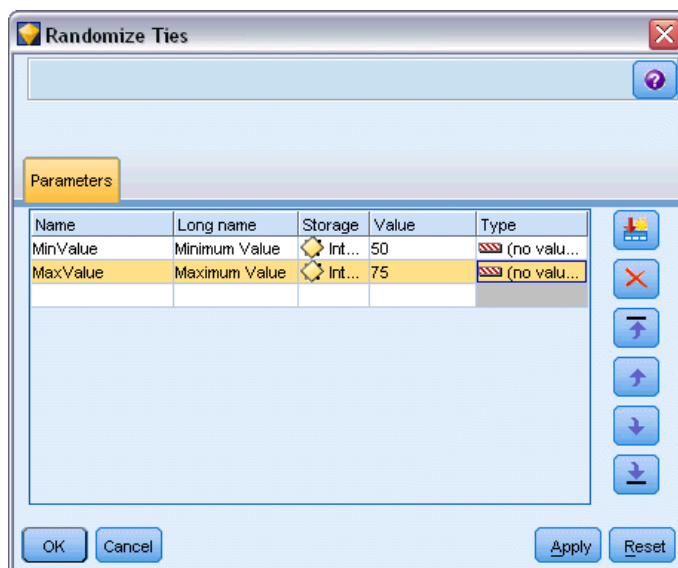 Randomize Ties
?
Parameters
Name Long name Storage Value Type
MinValue Minimum Value Int... 50 (no valu...
MaxValue Maximum Value Int... 75 (no valu...
OK Cancel Apply Reset